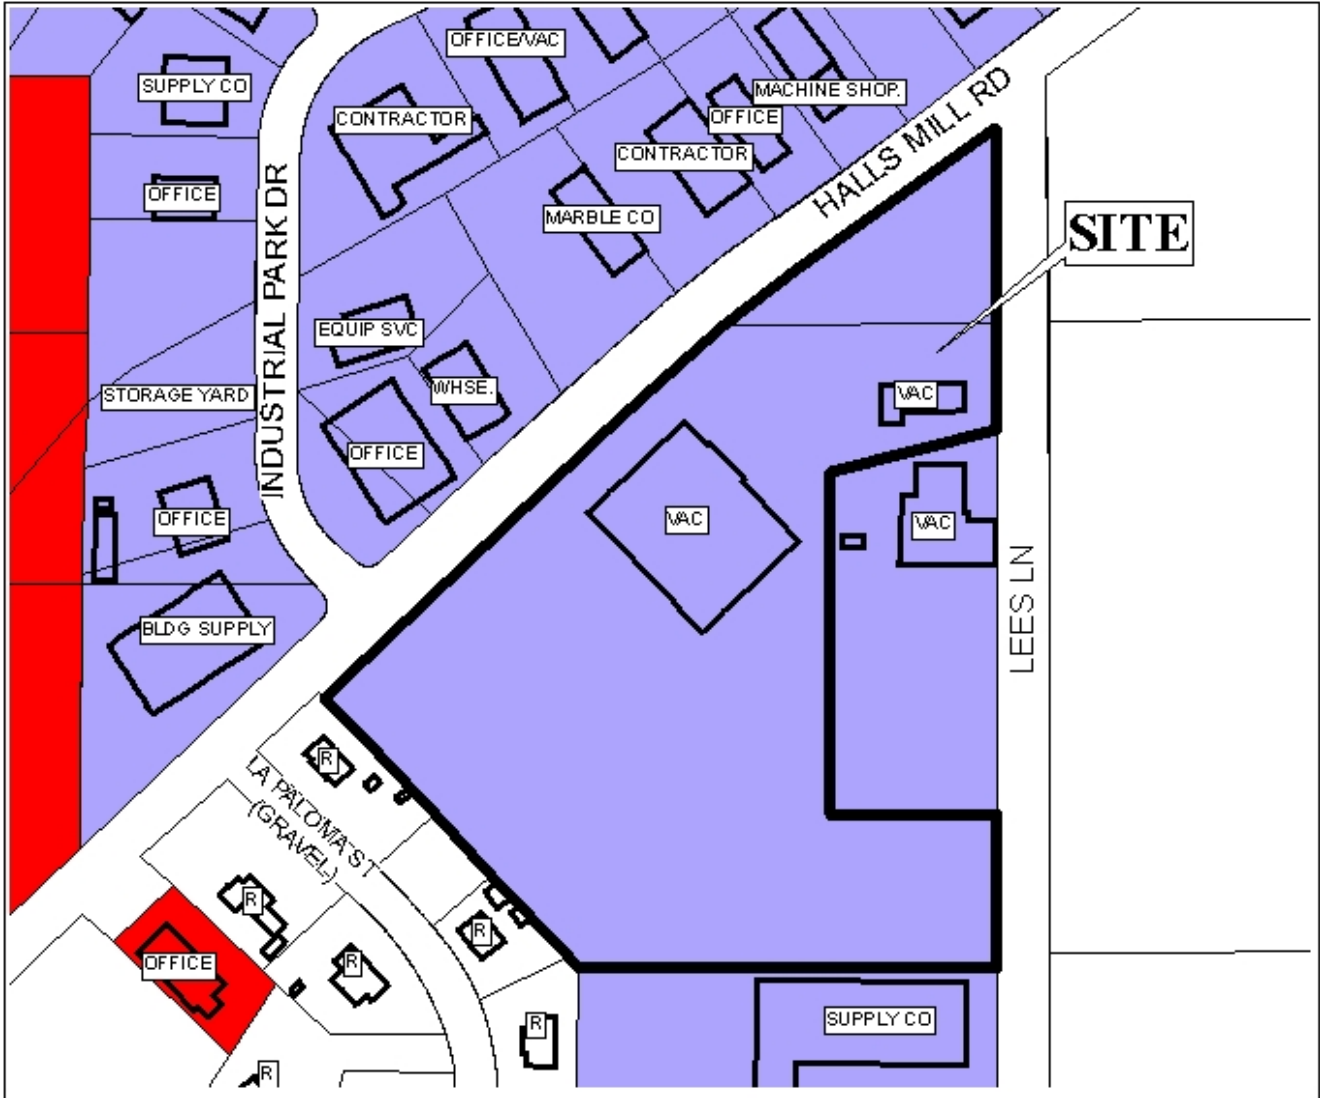 OFFICE/VAC
SUPPLY CO
MACHINE SHOP.
CONTRACTOR
OFFICE
CONTRACTOR
HALLS MILL RD
OFFICE
MARBLE CO
SITE
INDUSTRIAL PARK DR
EQUIP SVC
STORAGE YARD
WHSE.
VAC
OFFICE
OFFICE
VAC
VAC
LEES LN
BLDG SUPPLY
R
LA PALOMA ST
(GRAVEL)
R
R
OFFICE
R
SUPPLY CO
R
R